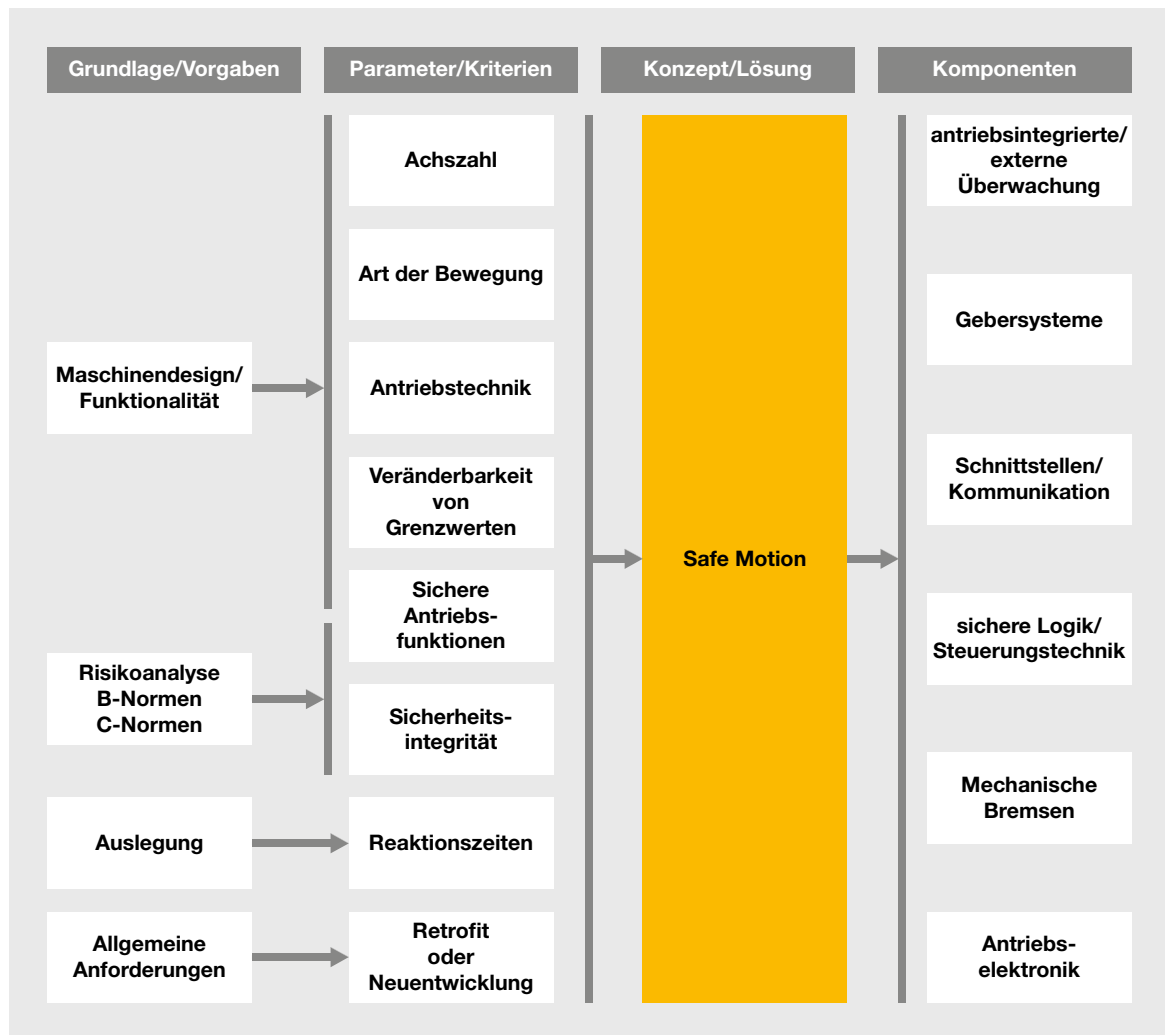 Grundlage/Vorgaben
Parameter/Kriterien
Konzept/Lösung
Komponenten
Maschinendesign/
Funktionalität
Risikoanalyse
B-Normen
C-Normen
Auslegung
Allgemeine
Anforderungen
Achszahl
Art der Bewegung
Antriebstechnik
Veränderbarkeit
von
Grenzwerten
Sichere
Antriebs-
funktionen
Sicherheits-
integrität
Reaktionszeiten
Retrofit
oder
Neuentwicklung
Safe Motion
antriebsintegrierte/
externe
Überwachung
Gebersysteme
Schnittstellen/
Kommunikation
sichere Logik/
Steuerungstechnik
Mechanische
Bremsen
Antriebs-
elektronik